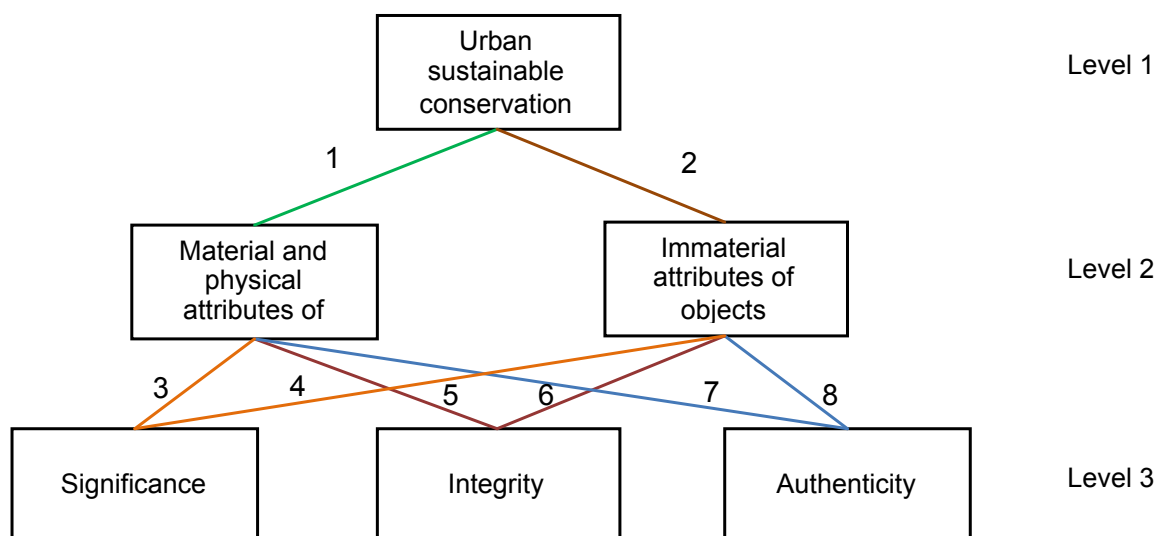 Urban
sustainable
conservation
Level 1
1
2
Material and
physical
attributes of
Immaterial
attributes of
objects
Level 2
3
4
5
6
7
8
Significance
Integrity
Authenticity
Level 3